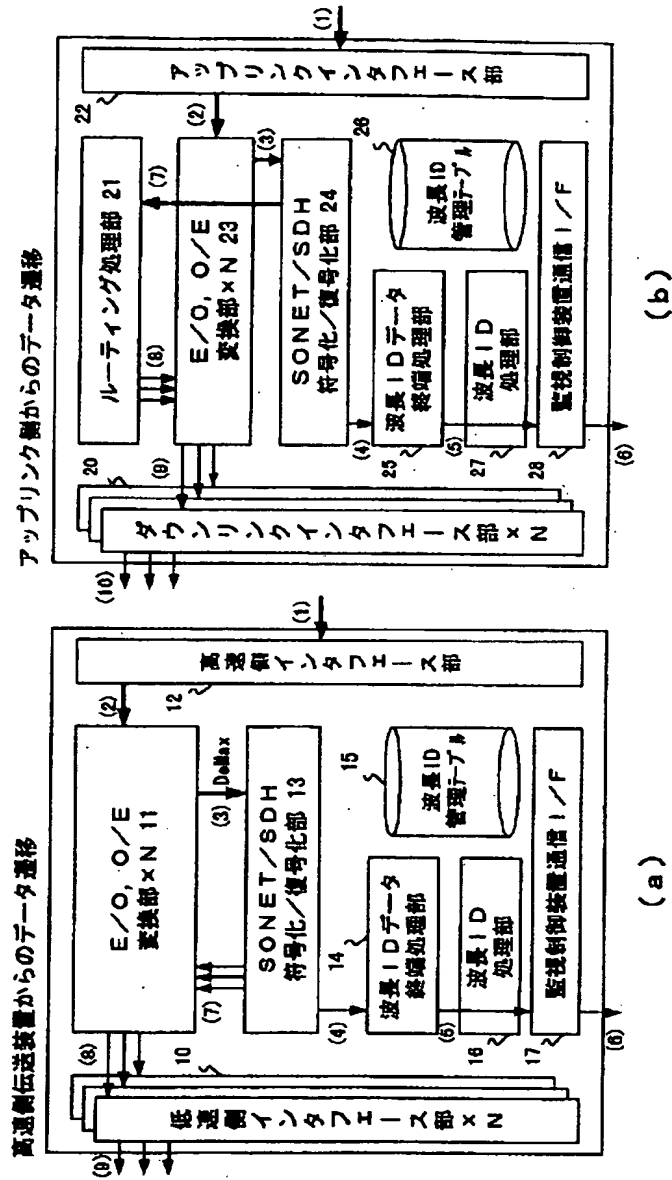 高速側伝送装置からのデータ遷移
(1)
高速側インタフェース部
12
(2)
E/O, O/E
変換部×N 11
(3)
DeMax
SONET/SDH
符号化/復号化部 13
(7)
(8)
10
低速側インタフェース部×N
(9)
(4)
14
波長IDデータ
終端処理部
15
波長ID
管理テーブル
(5)
波長ID
処理部
16
監視制御装置通信I/F
17
(6)
(a)
アップリンク側からのデータ遷移
(1)
アップリンクインタフェース部
22
(2)
ルーティング処理部 21
(7)
(8)
E/O, O/E
変換部×N 23
(3)
SONET/SDH
符号化/復号化部 24
(9)
20
ダウンリンクインタフェース部×N
(10)
(4)
波長IDデータ
終端処理部
25
26
波長ID
管理テーブル
(5)
波長ID
処理部
27
監視制御装置通信I/F
28
(6)
(b)